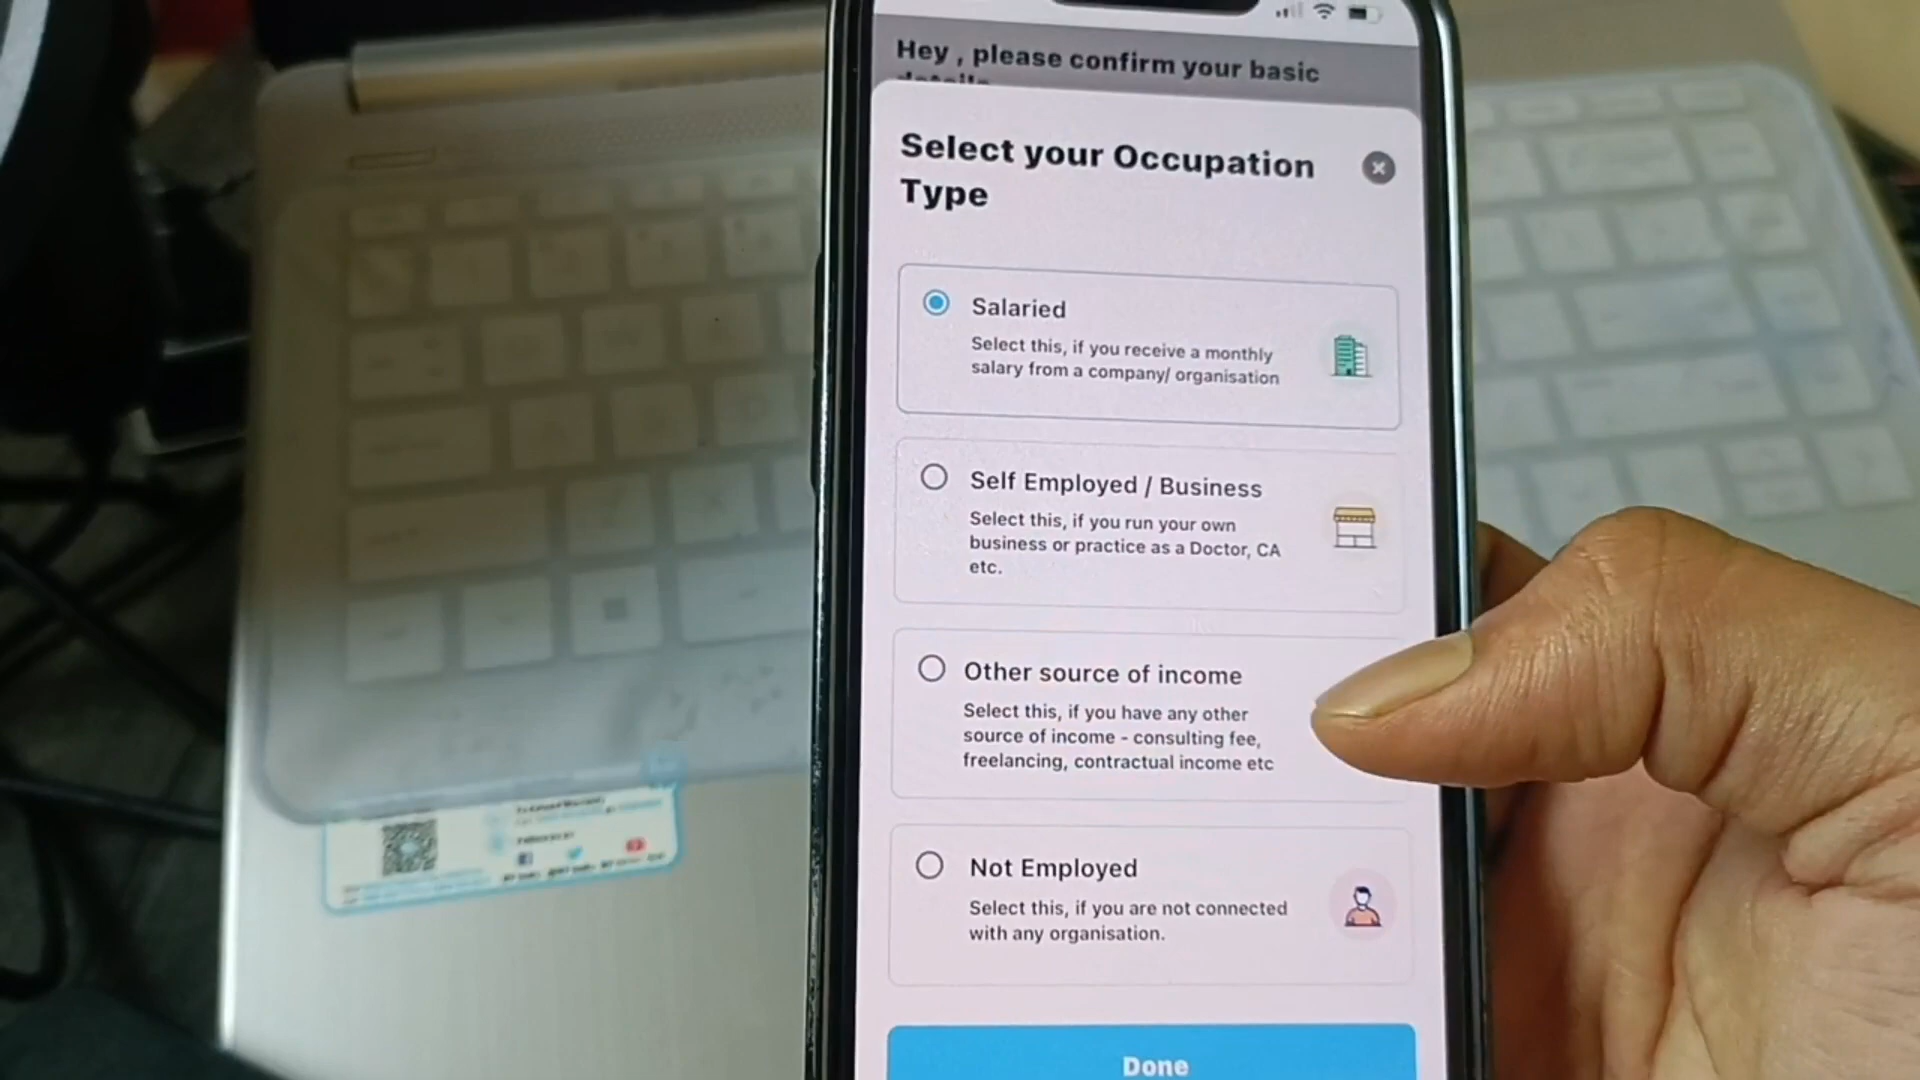 Hey , please confirm your basic
Select your Occupation
Type
Salaried
Select this, if you receive a monthly
salary from a company/ organisation
Self Employed / Business
Select this, if you run your own
business or practice as a Doctor, CA
etc.
Other source of income
Select this, if you have any other
source of income - consulting fee,
freelancing, contractual income etc
Not Employed
Select this, if you are not connected
with any organisation.
Done